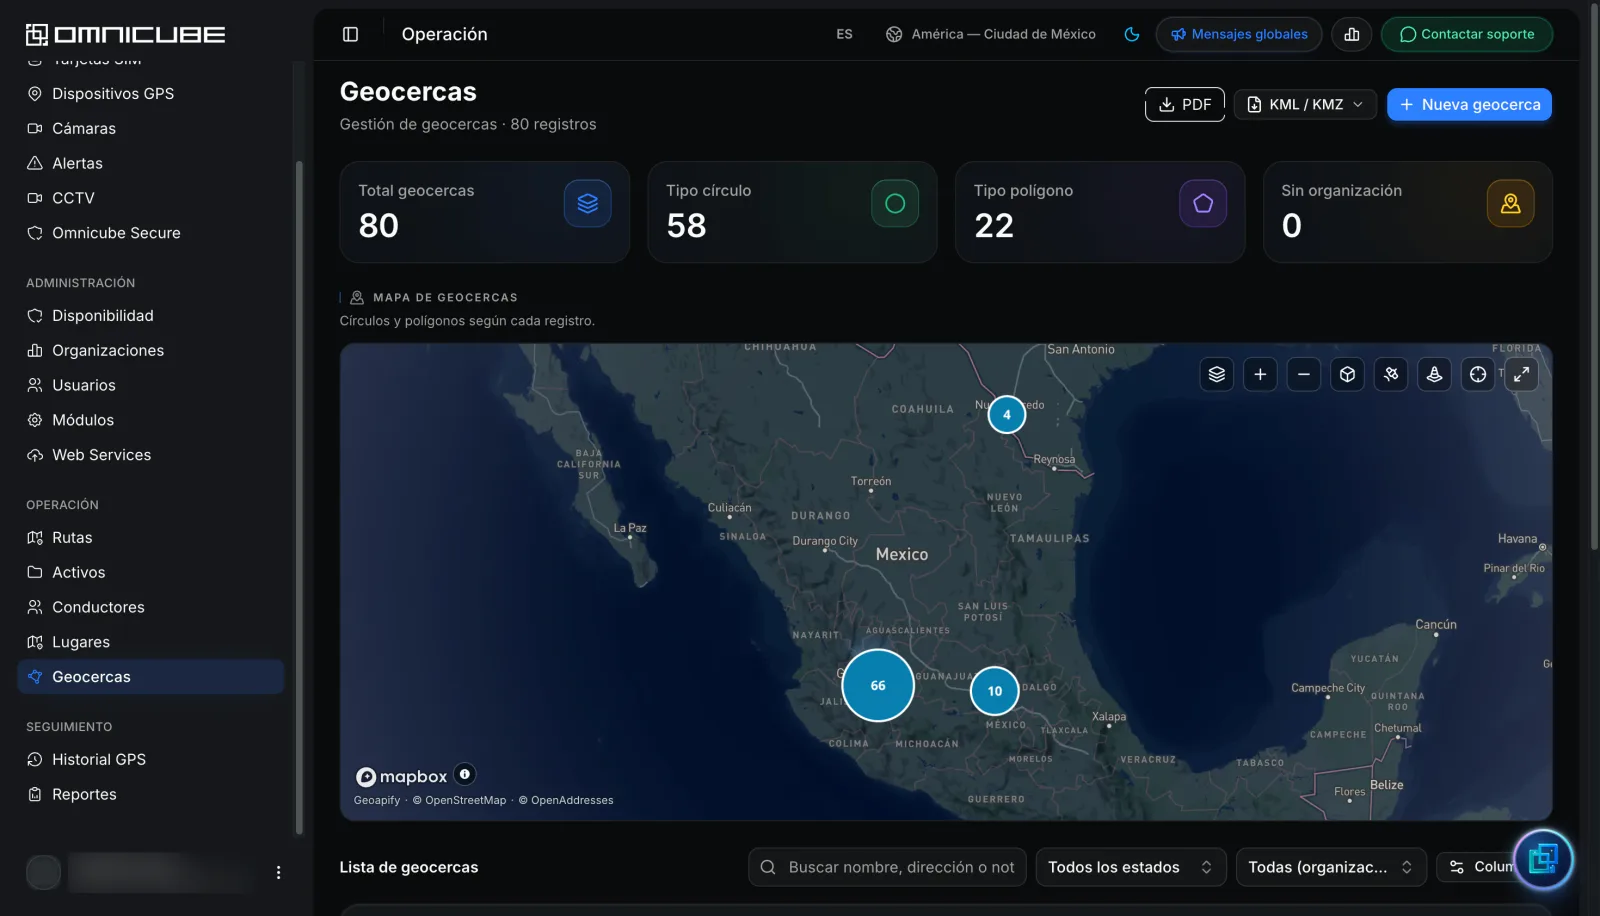 OMNICUBE
Tarjetas SIM
Dispositivos GPS
Cámaras
Alertas
CCTV
Omnicube Secure
ADMINISTRACIÓN
Disponibilidad
Organizaciones
Usuarios
Módulos
Web Services
OPERACIÓN
Rutas
Activos
Conductores
Lugares
Geocercas
SEGUIMIENTO
Historial GPS
Reportes
Operación
ES
América — Ciudad de México
Mensajes globales
Contactar soporte
Geocercas
Gestión de geocercas · 80 registros
PDF
KML / KMZ
+ Nueva geocerca
Total geocercas
80
Tipo círculo
58
Tipo polígono
22
Sin organización
0
MAPA DE GEOCERCAS
Círculos y polígonos según cada registro.
CHIHUAHUA
San Antonio
FLORIDA
COAHUILA
4
Reynosa
BAJA
CALIFORNIA
SUR
Torreón
NUEVO
LEÓN
Culiacán
DURANGO
La Paz
SINALOA
Durango City
TAMAULIPAS
Mexico
Havana
Pinar del Rio
SAN LUIS
POTOSÍ
NAYARIT
AGUASCALIENTES
Cancún
YUCATÁN
66
GUANAJUA
10
DALGO
Campeche City
QUINTANA
ROO
JALI
MÉXICO
Xalapa
TLAXCALA
Chetumal
CAMPECHE
COLIMA
MICHOACÁN
MORELOS
VERACRUZ
TABASCO
Belize
Flores
GUERRERO
mapbox
Geoapify · © OpenStreetMap · © OpenAddresses
Lista de geocercas
Buscar nombre, dirección o not
Todos los estados
Todas (organizac...
Colum